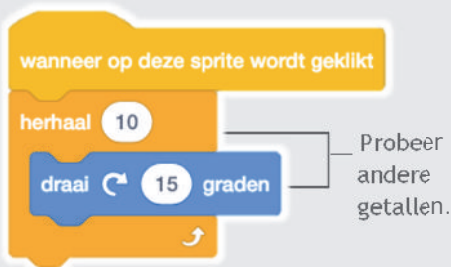 wanneer op deze sprite wordt geklikt
herhaal 10
draai 15 graden
Probeer
andere
getallen.